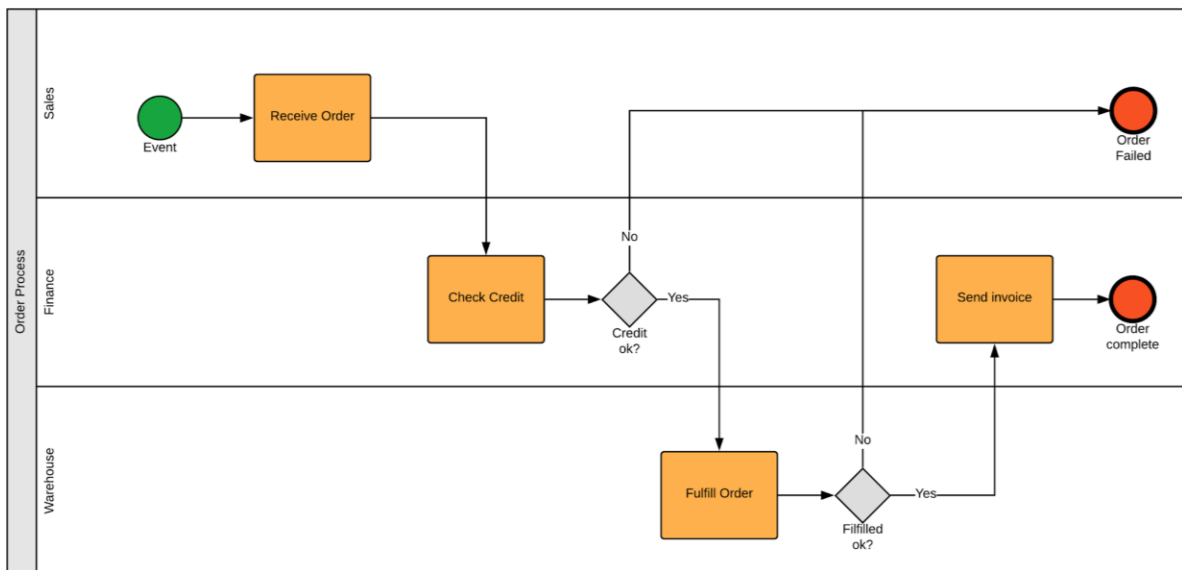 Order Process
Sales
Event
Receive Order
Order
Failed
Finance
Check Credit
No
Credit
ok?
Yes
Send invoice
Order
complete
Warehouse
Fulfill Order
No
Filfilled
ok?
Yes